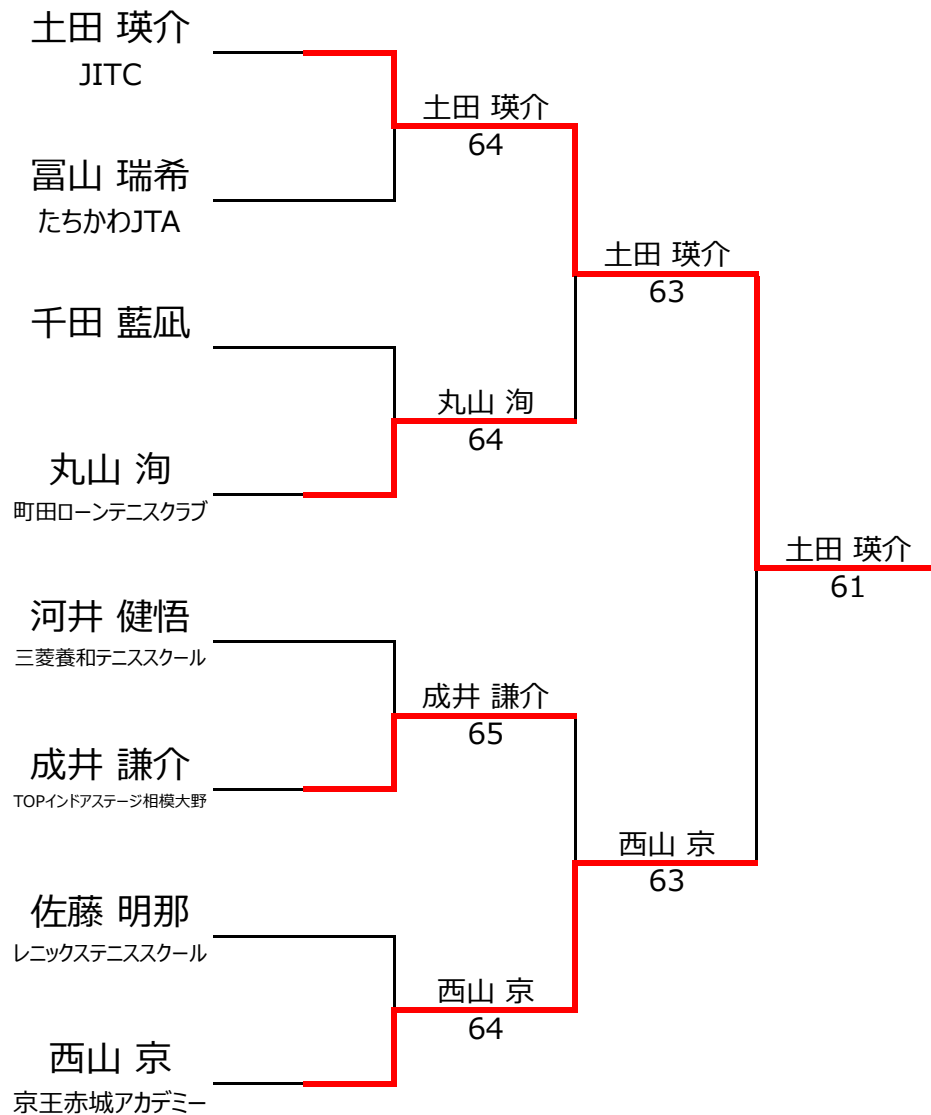 土田 瑛介
JITC
冨山 瑞希
たちかわJTA
千田 藍凪
丸山 洵
町田ローンテニスクラブ
河井 健悟
三菱養和テニススクール
成井 謙介
TOPインドアステージ相模大野
佐藤 明那
レニックステニススクール
西山 京
京王赤城アカデミー
土田 瑛介
64
丸山 洵
64
成井 謙介
65
西山 京
64
土田 瑛介
63
西山 京
63
土田 瑛介
61